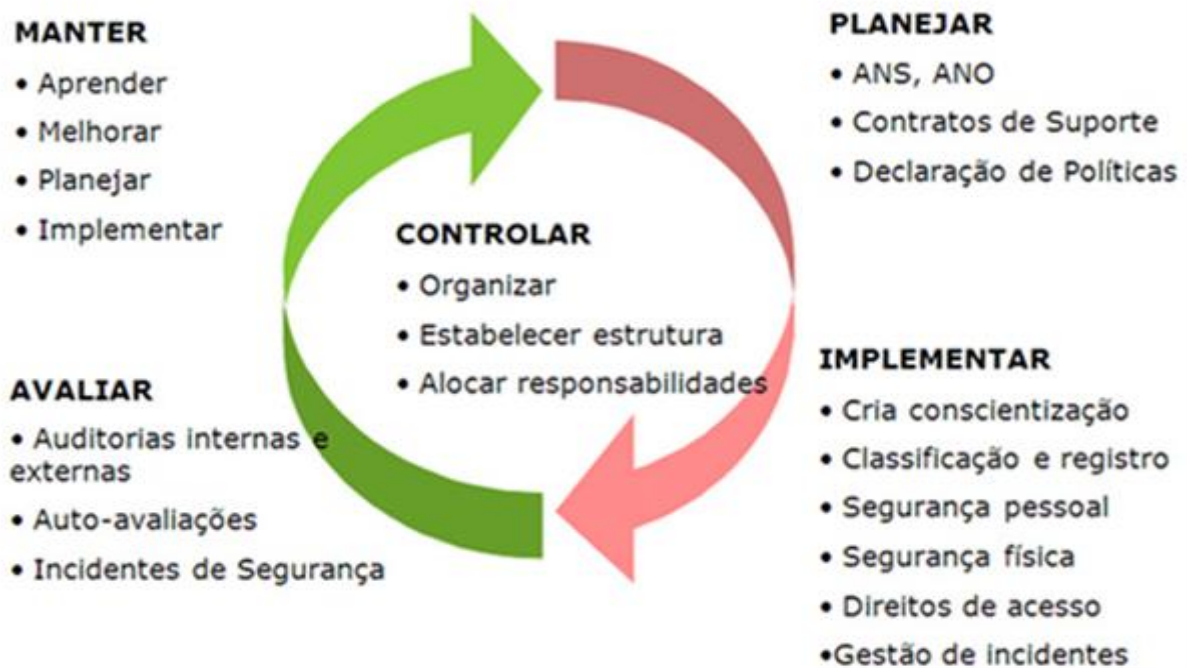 MANTER
• Aprender
• Melhorar
• Planejar
• Implementar
PLANEJAR
• ANS, ANO
• Contratos de Suporte
• Declaração de Políticas
CONTROLAR
• Organizar
• Estabelecer estrutura
• Alocar responsabilidades
AVALIAR
• Auditorias internas e
externas
• Auto-avaliações
• Incidentes de Segurança
IMPLEMENTAR
• Cria conscientização
• Classificação e registro
• Segurança pessoal
• Segurança física
• Direitos de acesso
•Gestão de incidentes